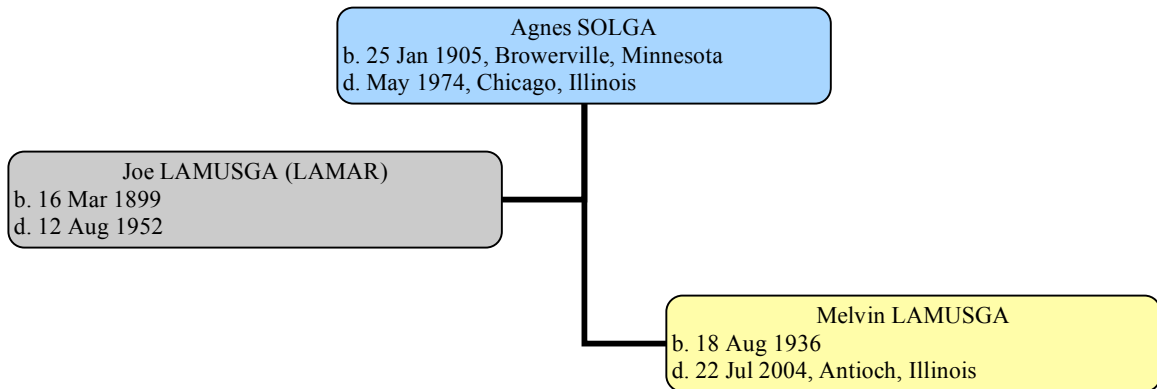 Agnes SOLGA
b. 25 Jan 1905, Browerville, Minnesota
d. May 1974, Chicago, Illinois
Joe LAMUSGA (LAMAR)
b. 16 Mar 1899
d. 12 Aug 1952
Melvin LAMUSGA
b. 18 Aug 1936
d. 22 Jul 2004, Antioch, Illinois